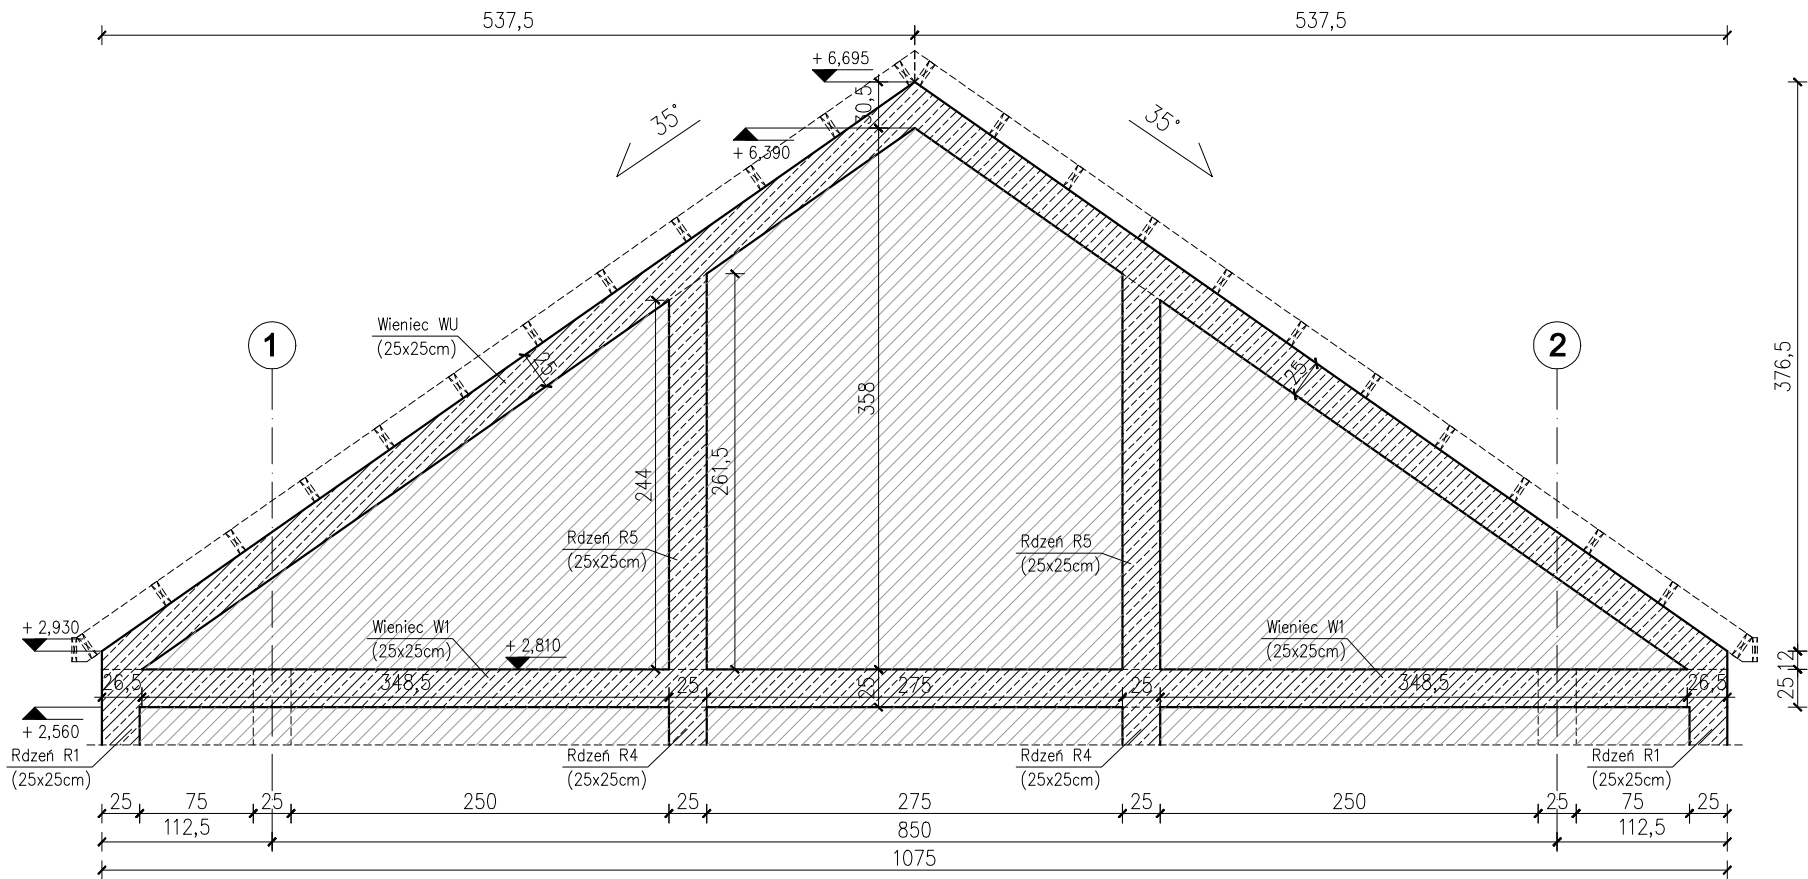 537,5
537,5
+ 6,695
30,5
35°
35°
+ 6,390
Wieniec WU
(25x25cm)
1
2
25
25
376,5
358
244
261,5
Rdzeń R5
(25x25cm)
Rdzeń R5
(25x25cm)
+ 2,930
Wieniec W1
(25x25cm)
+ 2,810
Wieniec W1
(25x25cm)
12
26,5
348,5
25
25
275
25
348,5
26,5
25
+ 2,560
Rdzeń R1
(25x25cm)
Rdzeń R4
(25x25cm)
Rdzeń R4
(25x25cm)
Rdzeń R1
(25x25cm)
25
75
25
250
25
275
25
250
25
75
25
112,5
850
112,5
1075